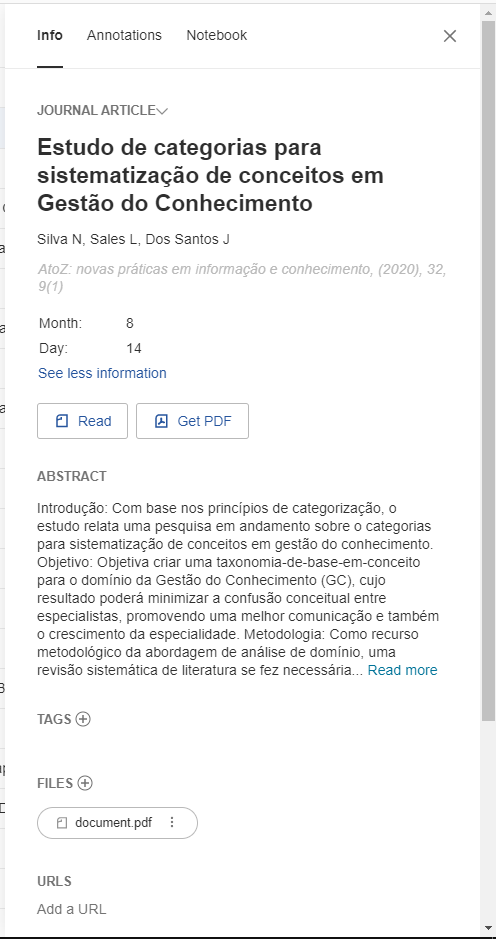 Info Annotations Notebook
JOURNAL ARTICLE
Estudo de categorias para
sistematização de conceitos em
Gestão do Conhecimento
Silva N, Sales L, Dos Santos J
AtoZ: novas práticas em informação e conhecimento, (2020), 32,
9(1)
Month: 8
Day: 14
See less information
Read Get PDF
ABSTRACT
Introdução: Com base nos princípios de categorização, o
estudo relata uma pesquisa em andamento sobre o categorias
para sistematização de conceitos em gestão do conhecimento.
Objetivo: Objetiva criar uma taxonomia-de-base-em-conceito
para o domínio da Gestão do Conhecimento (GC), cujo
resultado poderá minimizar a confusão conceitual entre
especialistas, promovendo uma melhor comunicação e também
o crescimento da especialidade. Metodologia: Como recurso
metodológico da abordagem de análise de domínio, uma
revisão sistemática de literatura se fez necessária... Read more
TAGS
FILES
document.pdf
URLS
Add a URL